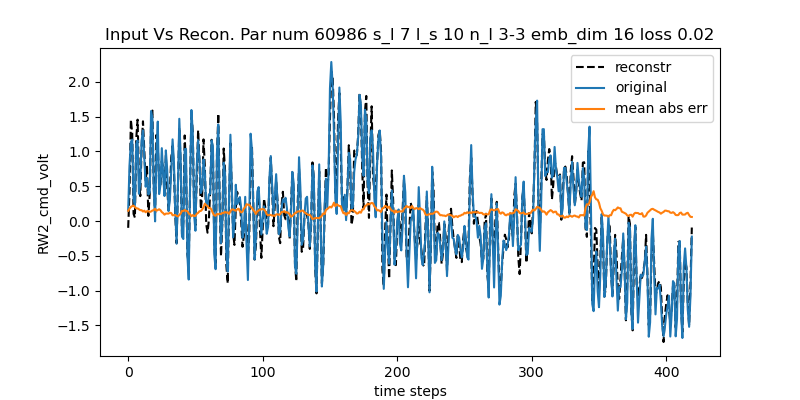 Input Vs Recon. Par num 60986 s_l 7 l_s 10 n_l 3-3 emb_dim 16 loss 0.02
reconstr
original
mean abs err
RW2_cmd_volt
2.0
1.5
1.0
0.5
0.0
−0.5
−1.0
−1.5
0
100
200
300
400
time steps